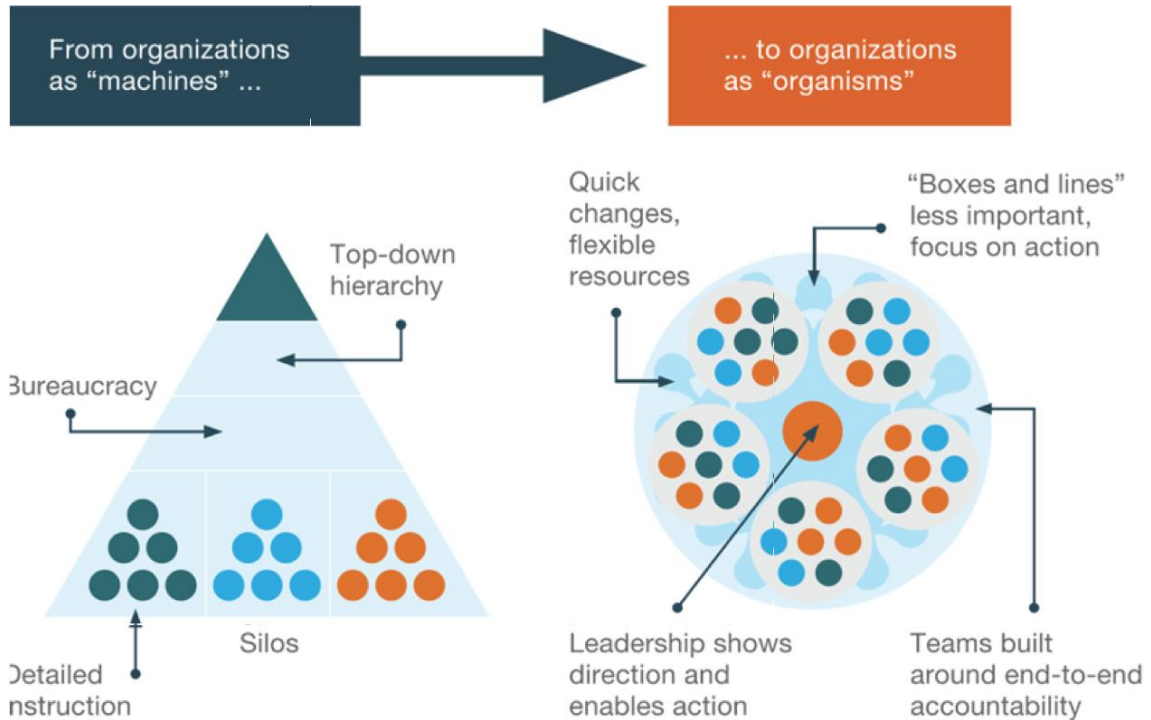 From organizations
as “machines” ...
... to organizations
as “organisms”
Top-down
hierarchy
Bureaucracy
Silos
Detailed
instruction
Quick
changes,
flexible
resources
“Boxes and lines”
less important,
focus on action
Leadership shows
direction and
enables action
Teams built
around end-to-end
accountability